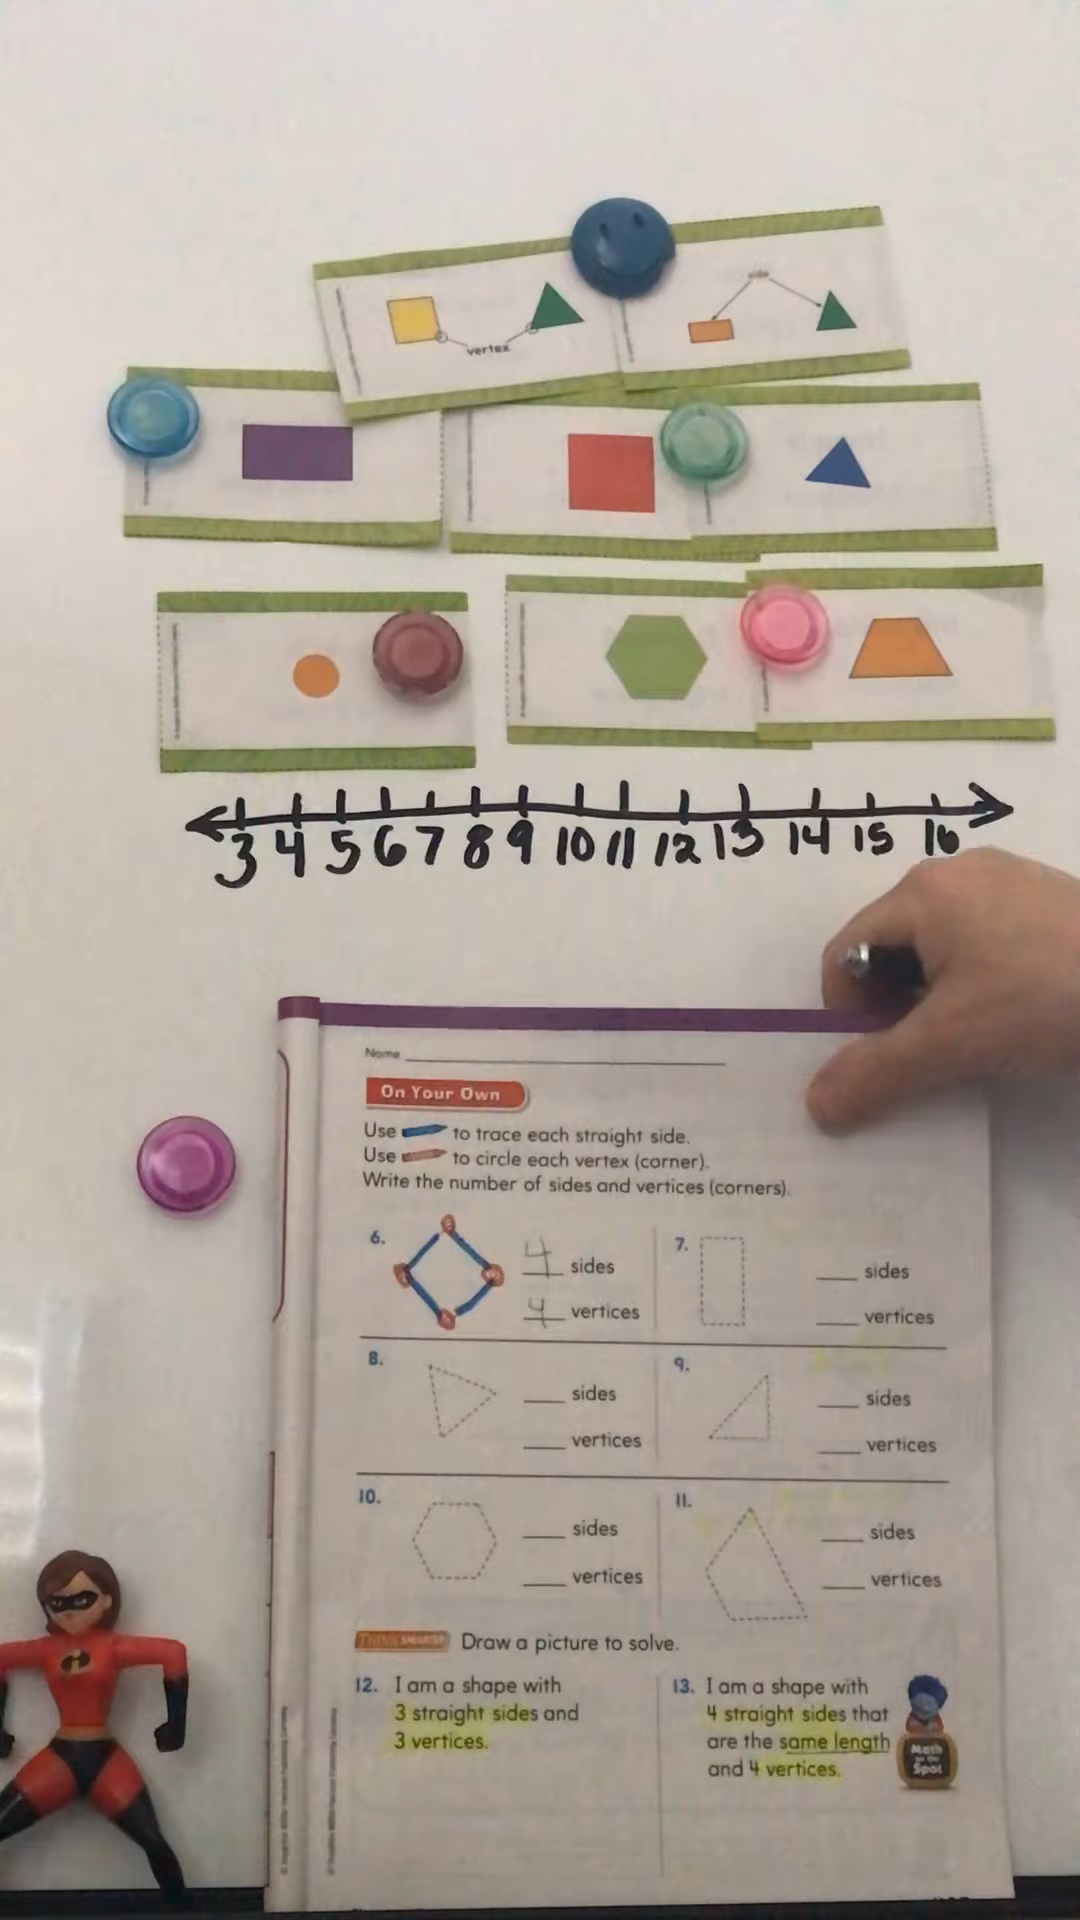 side
vertex
3 4 5 6 7 8 9 10 11 12 13 14 15 16
Name
On Your Own
Use to trace each straight side.
Use to circle each vertex (corner).
Write the number of sides and vertices (corners).
6. 4 sides
4 vertices
7. sides
vertices
8. sides
vertices
9. sides
vertices
10. sides
vertices
11. sides
vertices
THINK SMARTER Draw a picture to solve.
12. I am a shape with
3 straight sides and
3 vertices.
13. I am a shape with
4 straight sides that
are the same length
and 4 vertices.
Math
on the
Spot